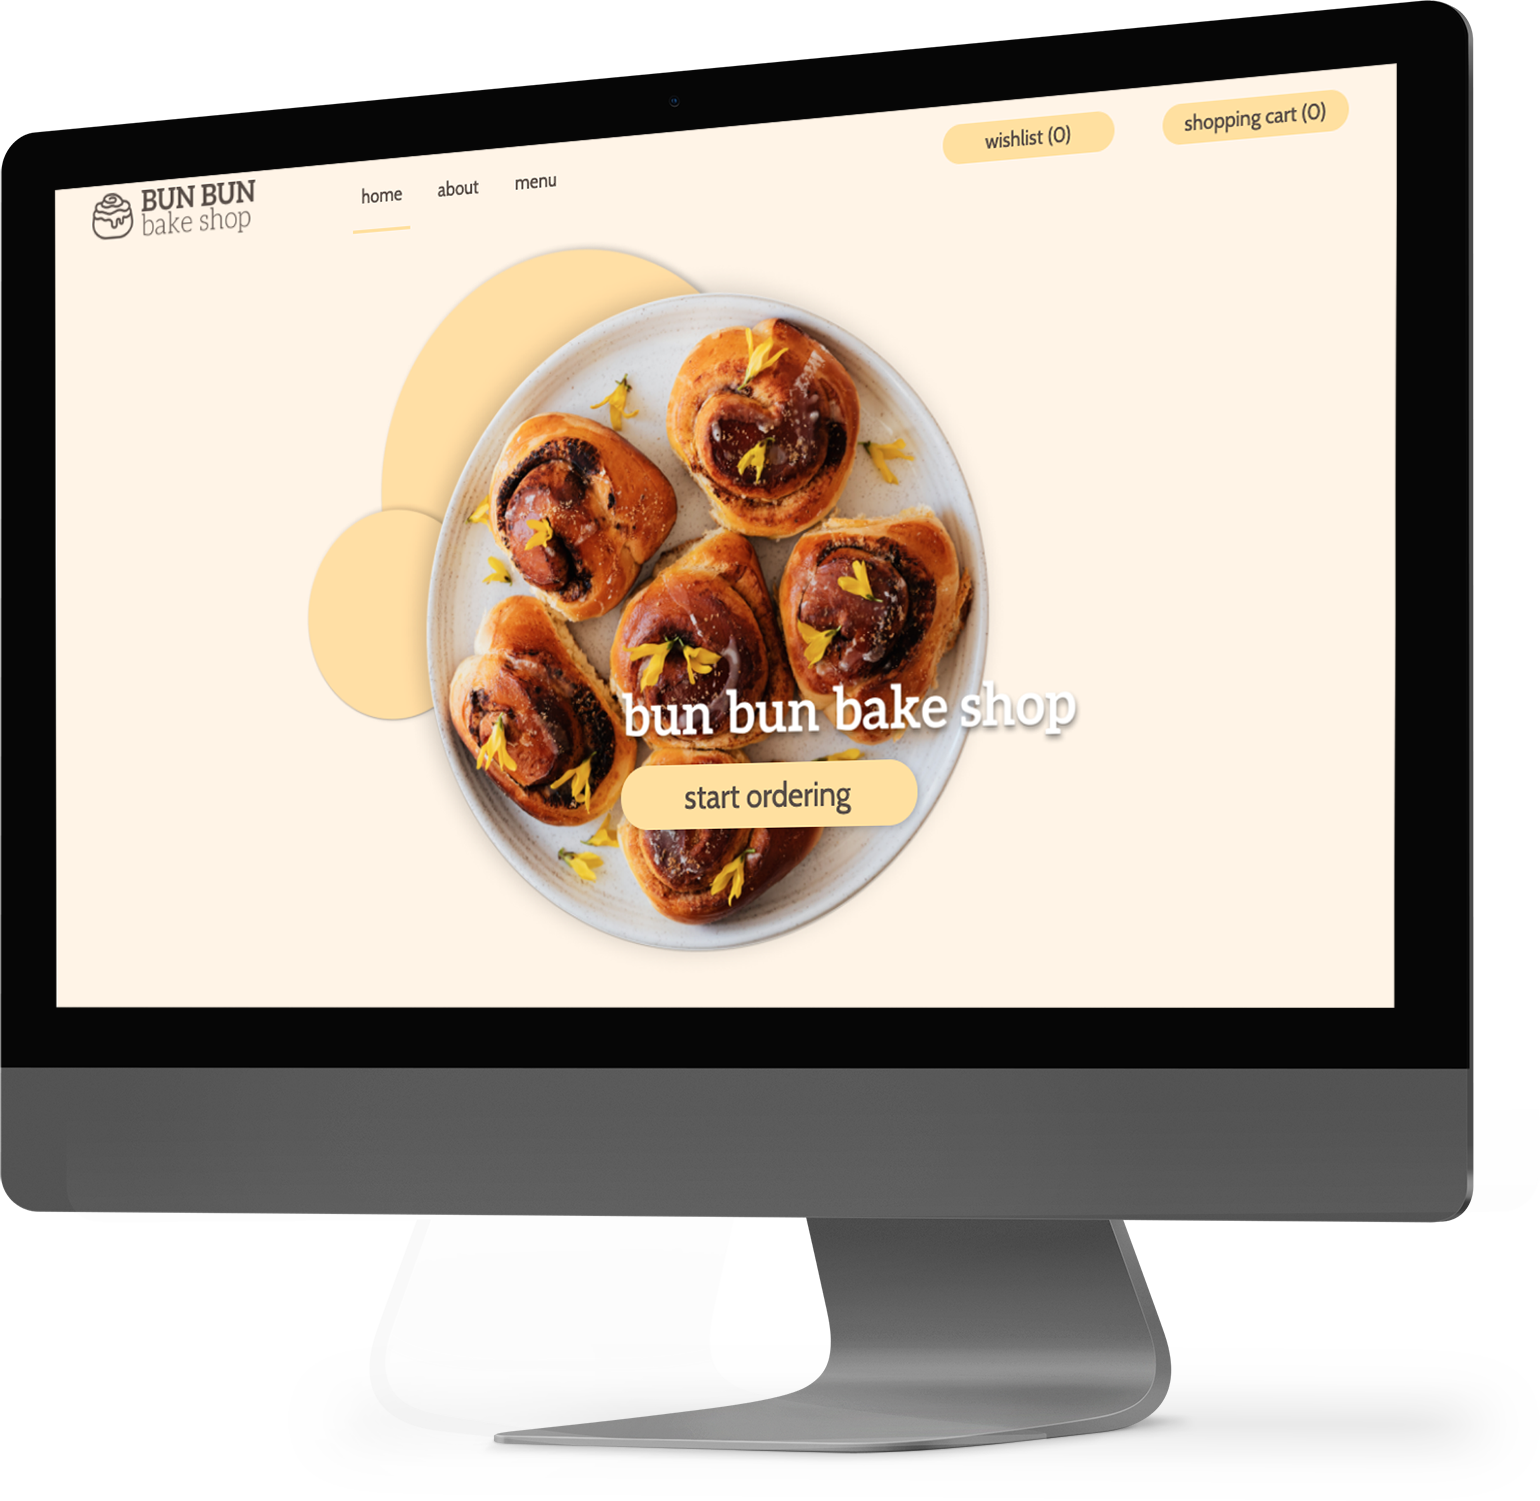 BUN BUN
bake shop
home about menu
wishlist (0) shopping cart (0)
bun bun bake shop
start ordering